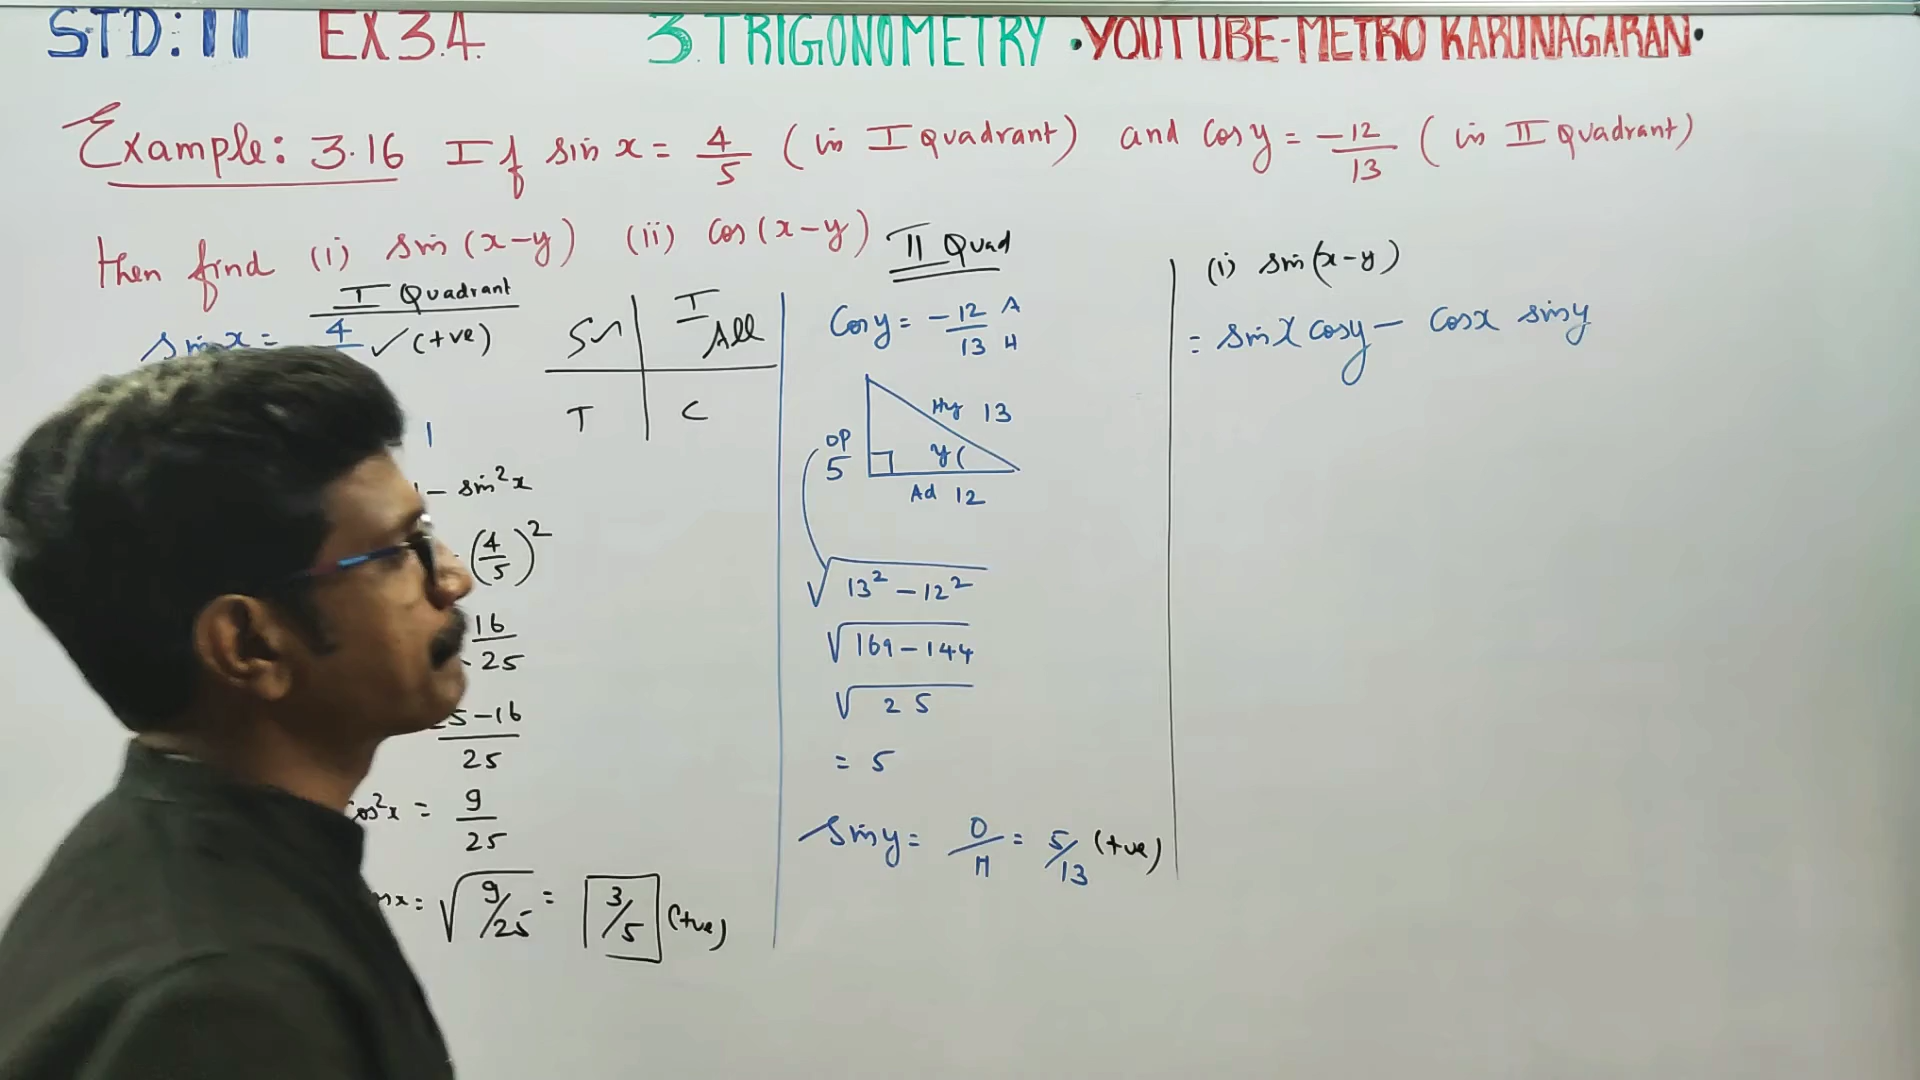 STD: 11 EX 3.4 3. TRIGONOMETRY • YOUTUBE-METRO KARUNAGARAN •
Example: 3.16 If sin x = 4/5 (in I Quadrant) and Cos y = -12/13 (in II Quadrant)
then find (i) sin (x-y) (ii) cos (x-y)
I Quadrant
sin x = 4 ✓ (+ve)
1
1 - sin²x
(4/5)²
16/25
25-16/25
cos²x = 9/25
x = √9/25 = 3/5 (+ve)
I
All
T C
II Quad
Cos y = -12/13 A H
Hy 13
OP
5
y
Ad 12
√13² - 12²
√169 - 144
√25
= 5
Sin y = O/H = 5/13 (+ve)
(i) sin (x-y)
= sin x cos y - cos x sin y